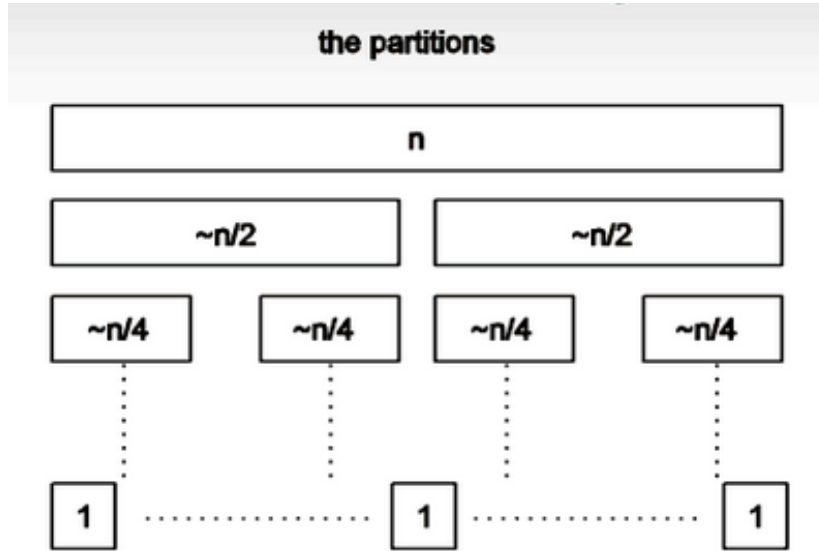 the partitions
n
~n/2 ~n/2
~n/4 ~n/4 ~n/4 ~n/4
1 1 1